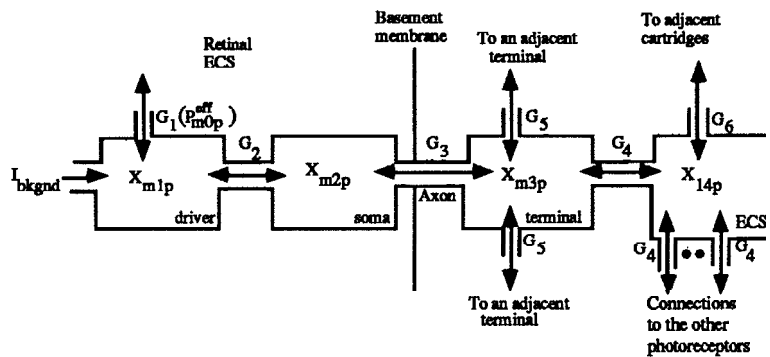 Basement
membrane
Retinal
ECS
To an adjacent
terminal
To adjacent
cartridges
G1(Peffm0p)
G2
G3
G5
G4
G6
Ibkgnd
Xm1p
Xm2p
Xm3p
X14p
Axon
driver
soma
terminal
ECS
G5
G4
G4
To an adjacent
terminal
Connections
to the other
photoreceptors